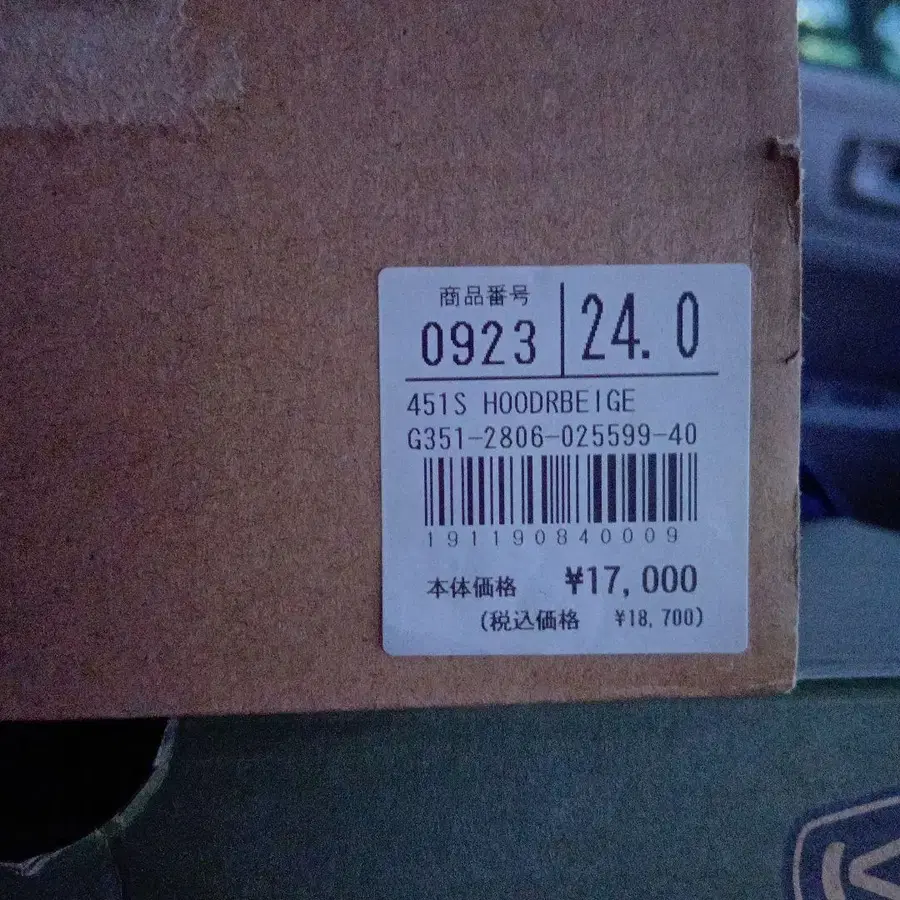 商品番号
0923
24.0
451S HOODRBEIGE
G351-2806-025599-40
191190840009
本体価格 ¥17,000
(税込価格 ¥18,700)